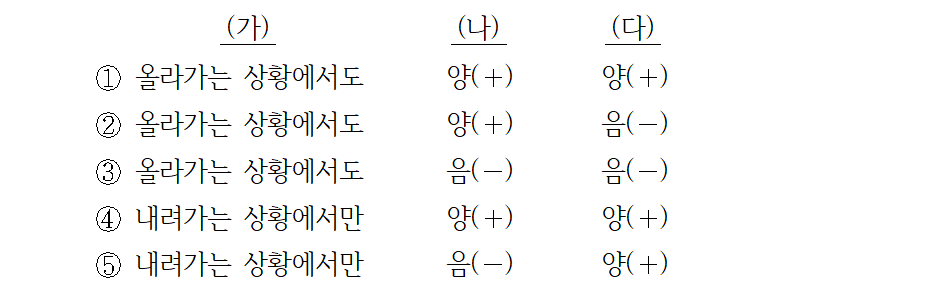 (가) (나) (다)
① 올라가는 상황에서도 양(+) 양(+)
② 올라가는 상황에서도 양(+) 음(-)
③ 올라가는 상황에서도 음(-) 음(-)
④ 내려가는 상황에서만 양(+) 양(+)
⑤ 내려가는 상황에서만 음(-) 양(+)